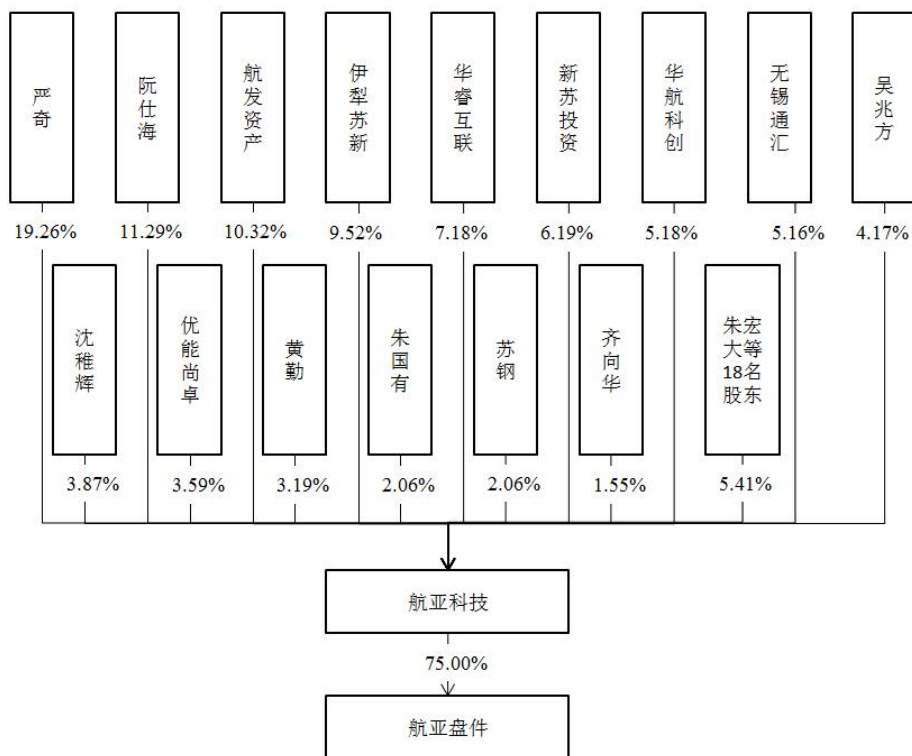 严奇
阮仕海
航发资产
伊犁苏新
华睿互联
新苏投资
华航科创
无锡通汇
吴兆方
19.26%
11.29%
10.32%
9.52%
7.18%
6.19%
5.18%
5.16%
4.17%
沈稚辉
优能尚卓
黄勤
朱国有
苏钢
齐向华
朱宏
大等
18名
股东
3.87%
3.59%
3.19%
2.06%
2.06%
1.55%
5.41%
航亚科技
75.00%
航亚盘件